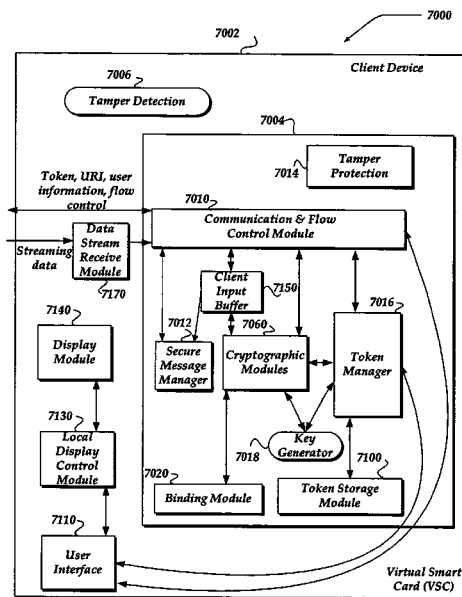 7000
7002
Client Device
7006
Tamper Detection
7004
7014
Tamper
Protection
Token, URI, user
information, flow
control
7010
Communication & Flow
Control Module
Data
Stream
Receive
Module
Streaming
data
7170
Client
Input
Buffer
7150
7012
7060
7016
Secure
Message
Manager
Cryptographic
Modules
Token
Manager
7140
Display
Module
7130
Local
Display
Control
Module
Key
Generator
7018
7020
Binding Module
7100
Token Storage
Module
7110
User
Interface
Virtual Smart
Card (VSC)